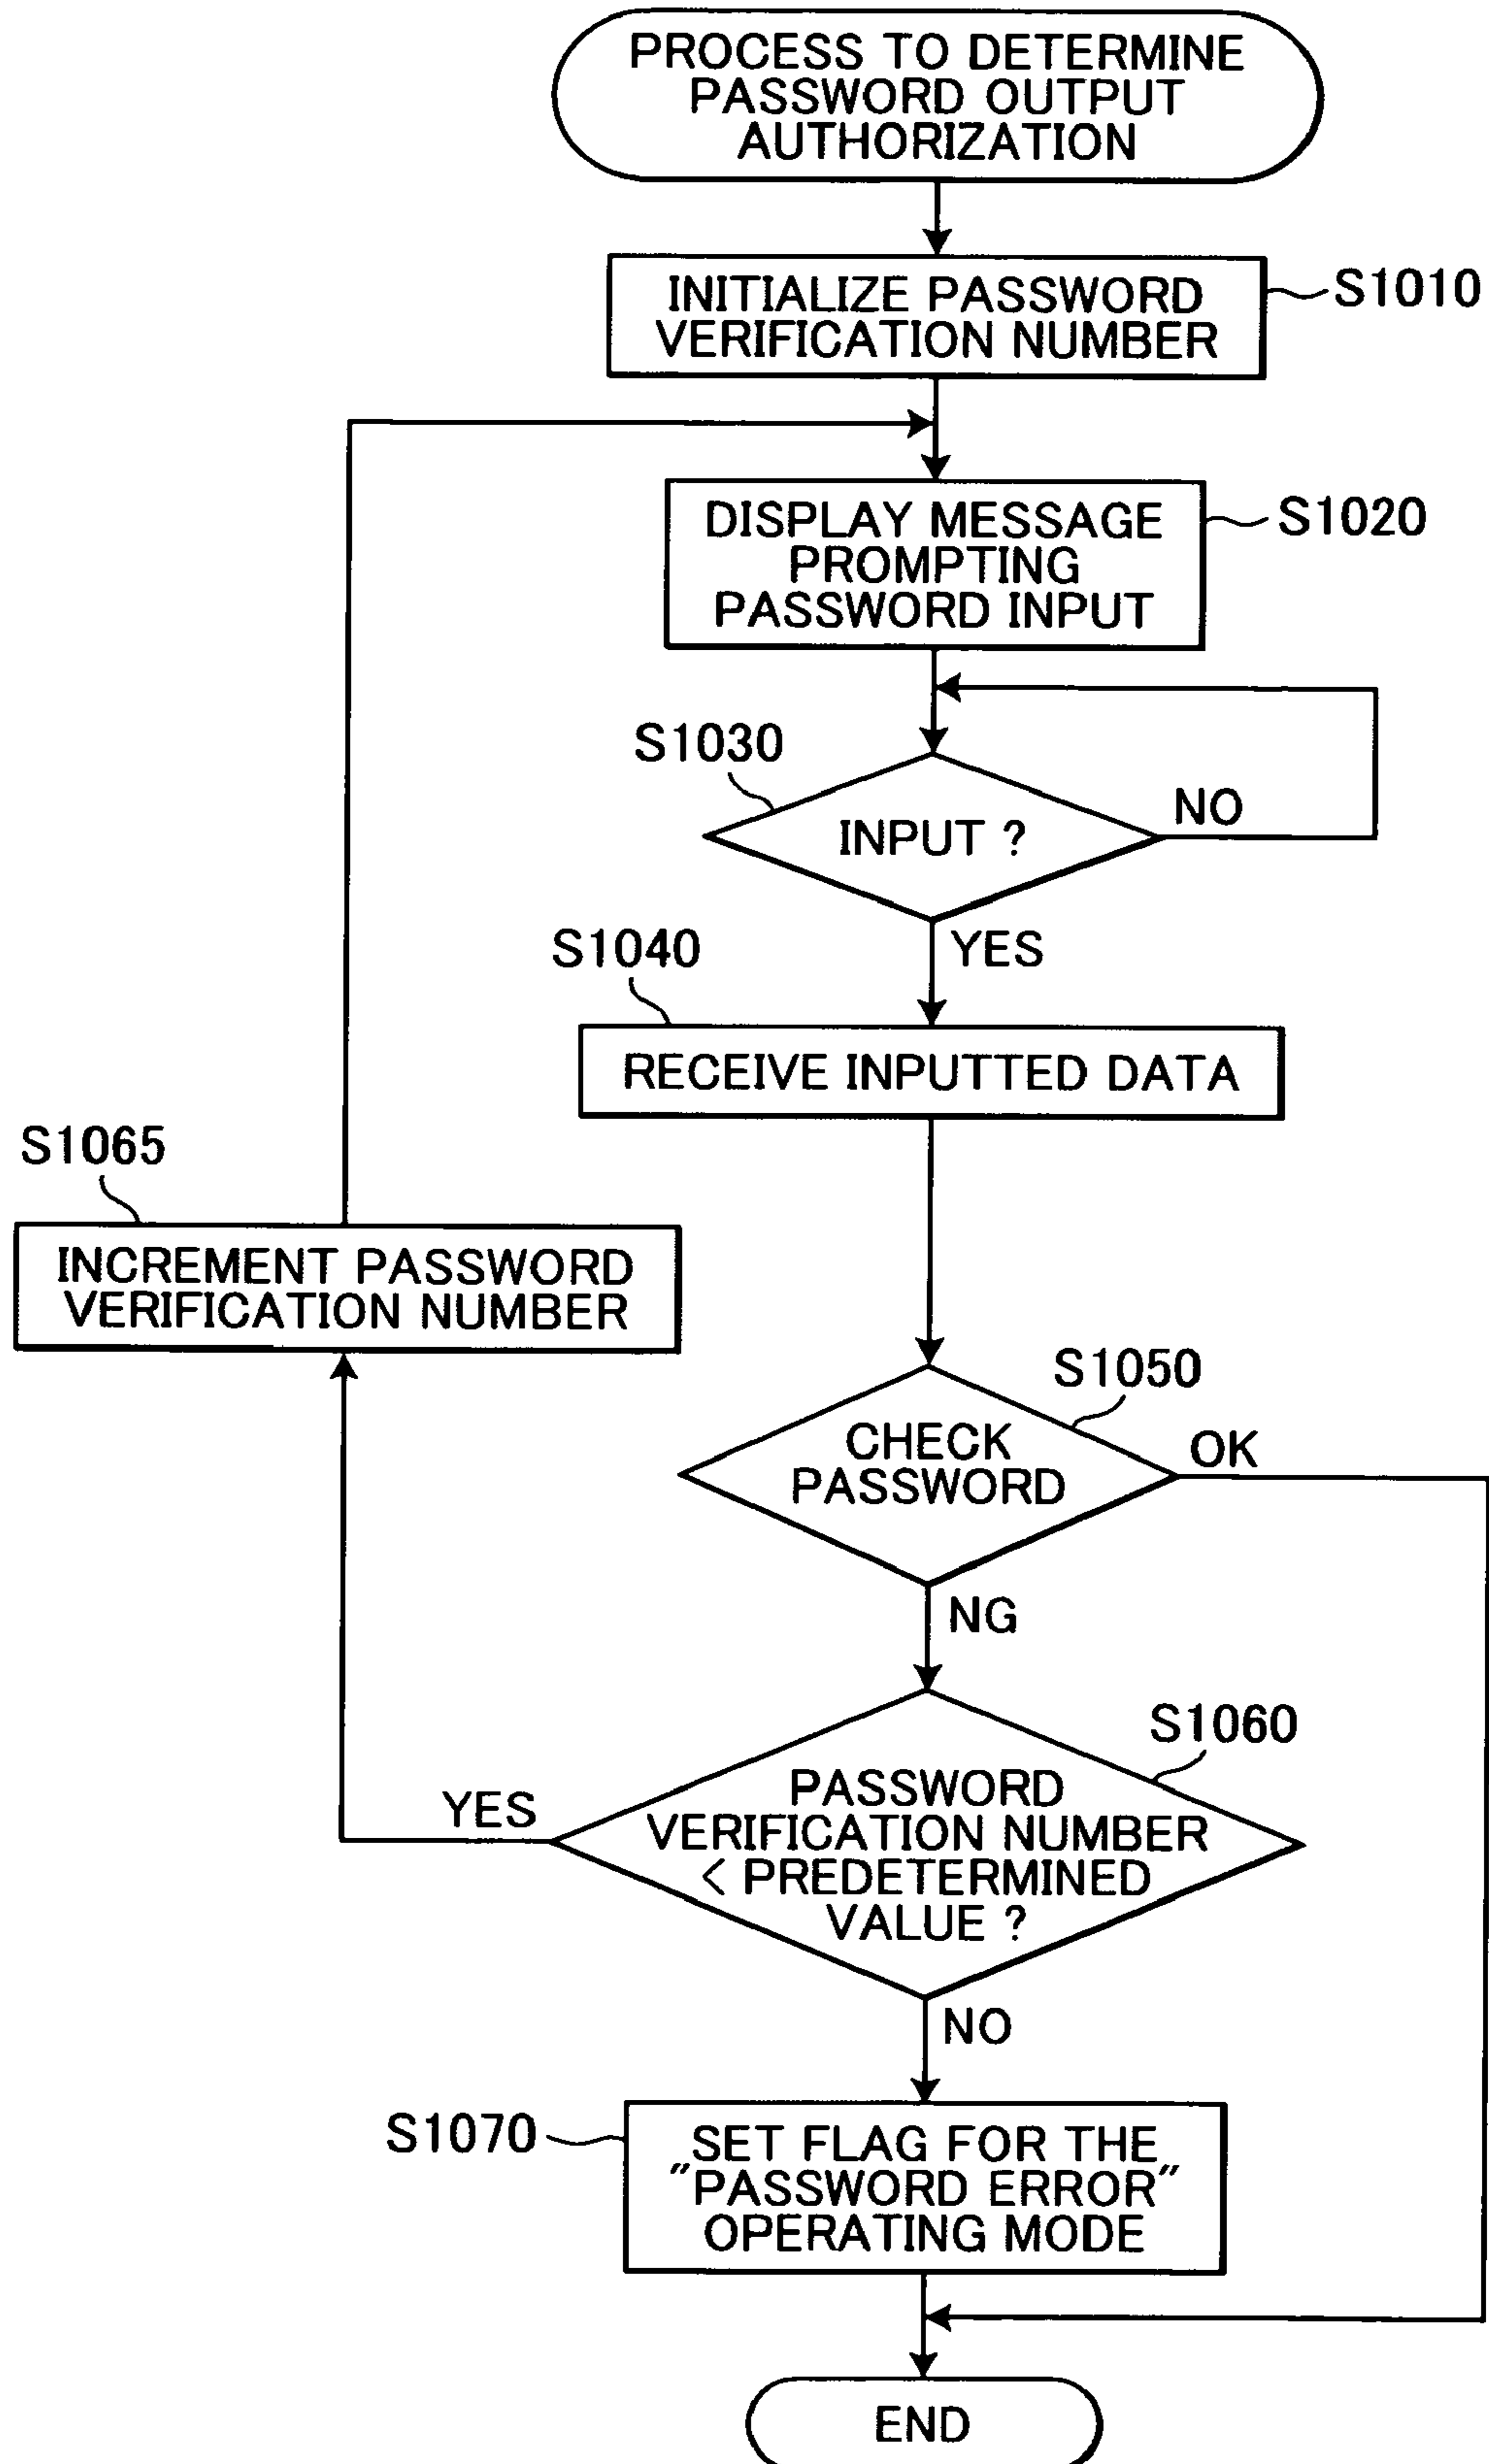 PROCESS TO DETERMINE
PASSWORD OUTPUT
AUTHORIZATION
INITIALIZE PASSWORD
VERIFICATION NUMBER
S1010
DISPLAY MESSAGE
PROMPTING
PASSWORD INPUT
S1020
S1030
INPUT ?
NO
YES
S1040
RECEIVE INPUTTED DATA
S1065
INCREMENT PASSWORD
VERIFICATION NUMBER
S1050
CHECK
PASSWORD
OK
NG
S1060
PASSWORD
VERIFICATION NUMBER
< PREDETERMINED
VALUE ?
YES
NO
S1070
SET FLAG FOR THE
"PASSWORD ERROR"
OPERATING MODE
END